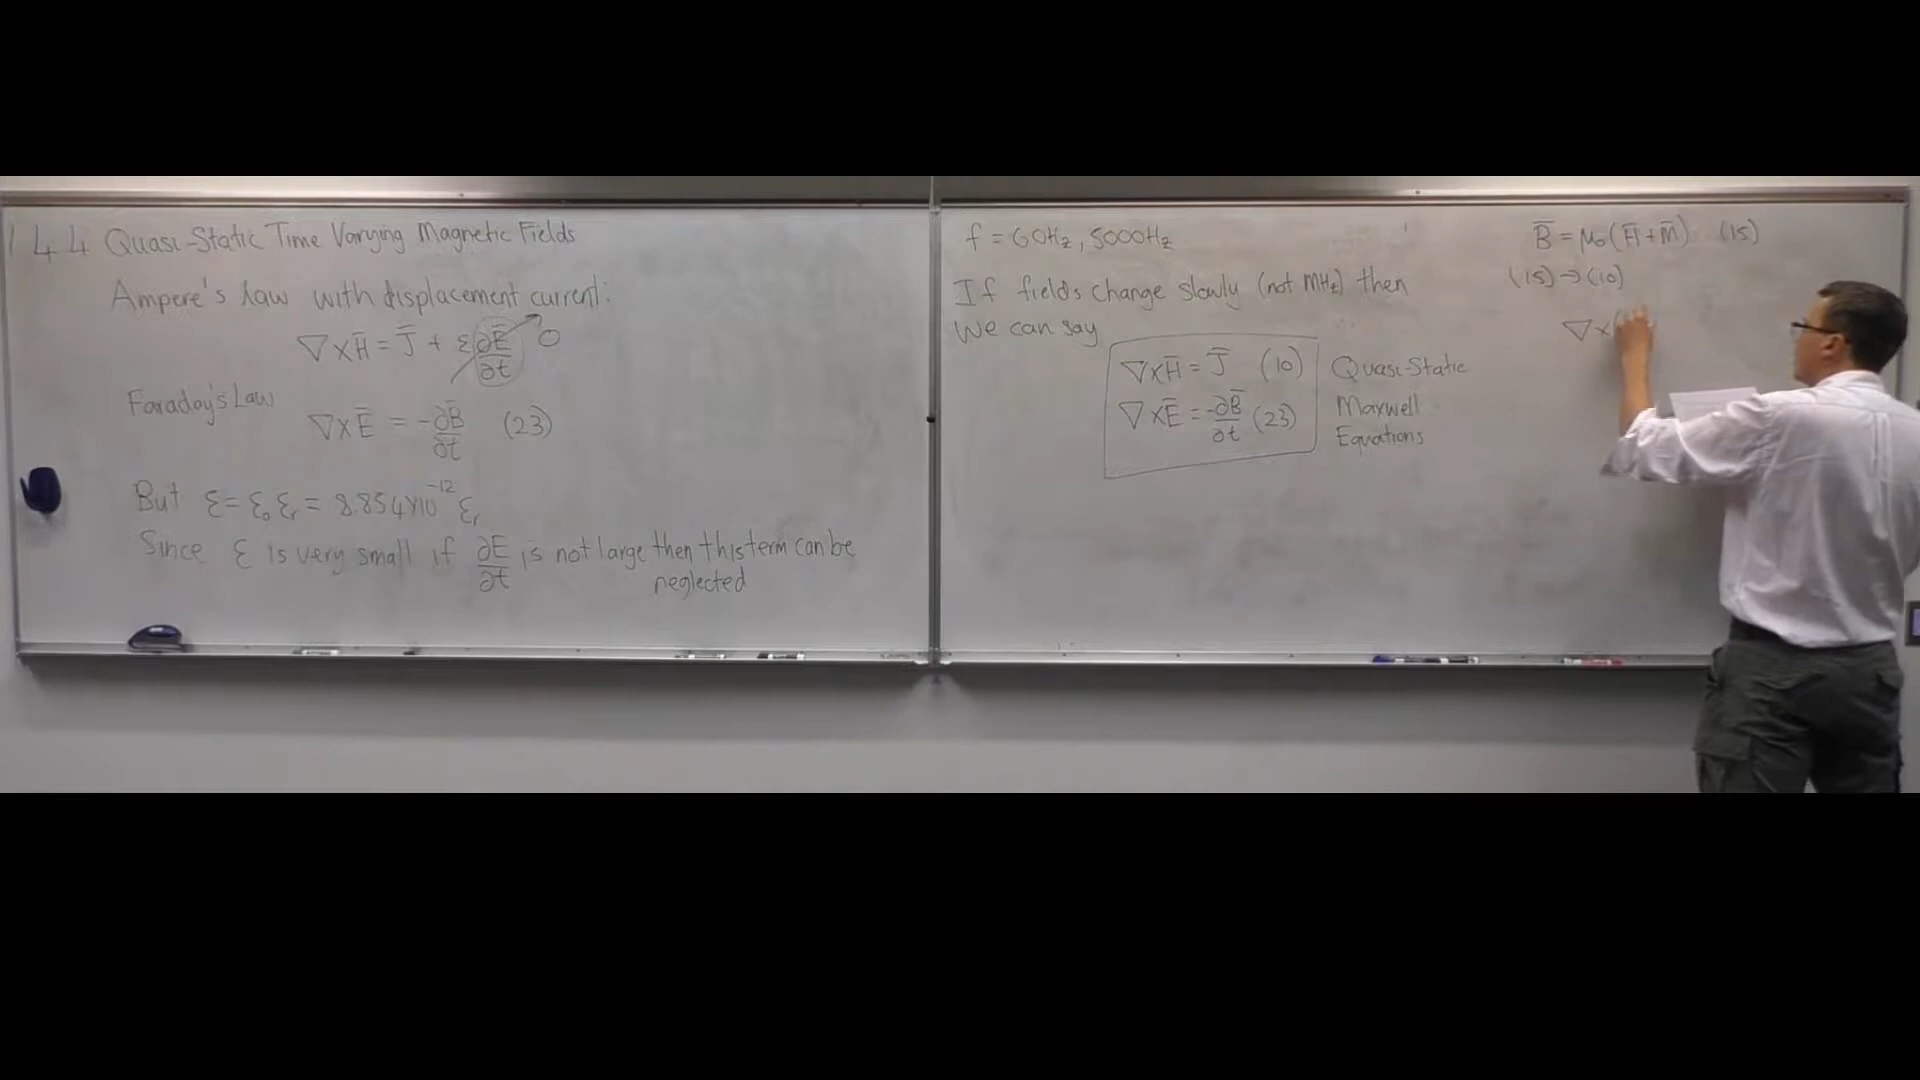 1.4.4 Quasi-Static Time Varying Magnetic Fields
Ampere's Law with displacement current:
∇×H̅ = J̅ + ε ∂E̅/∂t → 0
Faraday's Law
∇×E̅ = -∂B̅/∂t (23)
But ε = ε₀ εᵣ = 8.854×10⁻¹² εᵣ
Since ε is very small if ∂E/∂t is not large then this term can be
neglected
f = 60Hz, 5000Hz
If fields change slowly (not MHz) then
we can say
∇×H̅ = J̅ (10)
∇×E̅ = -∂B̅/∂t (23)
Quasi-Static
Maxwell
Equations
B̅ = μ₀(H̅+M̅) (15)
(15)→(10)
∇×(